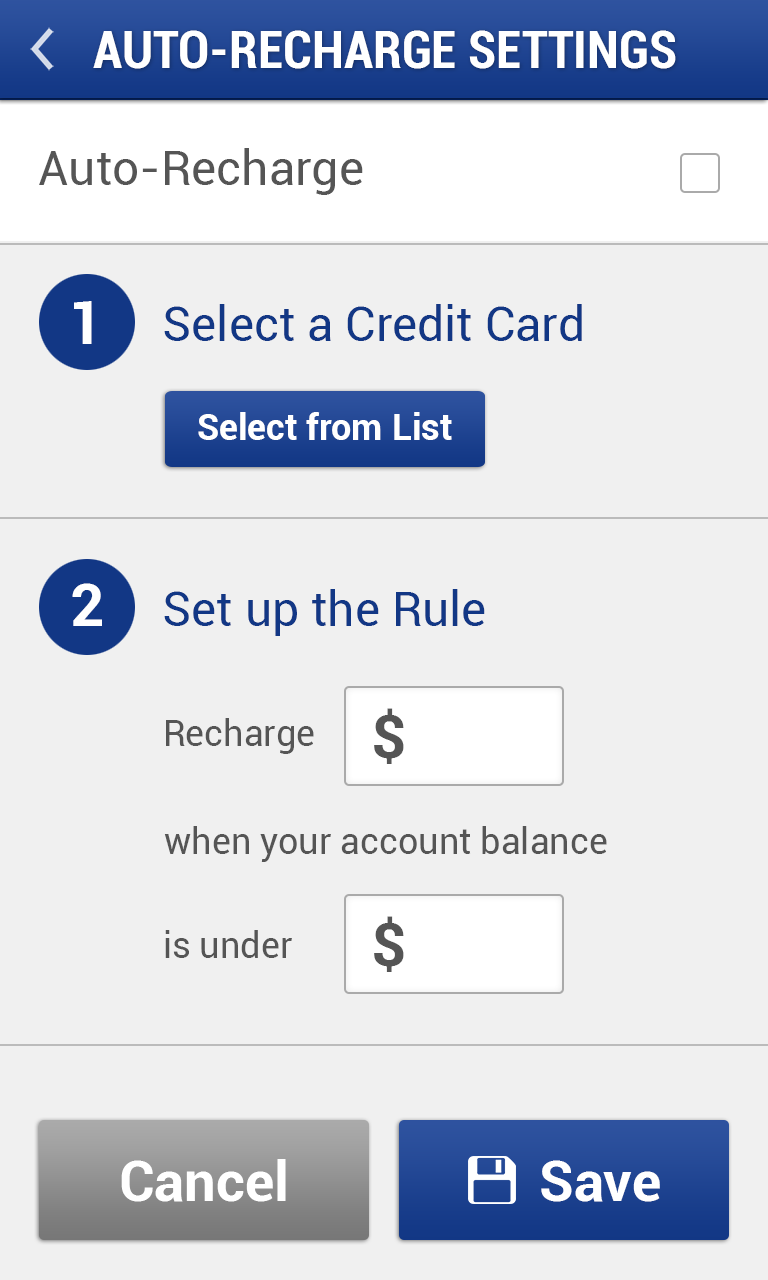 AUTO-RECHARGE SETTINGS
Auto-Recharge
1 Select a Credit Card
Select from List
2 Set up the Rule
Recharge $
when your account balance
is under $
Cancel Save